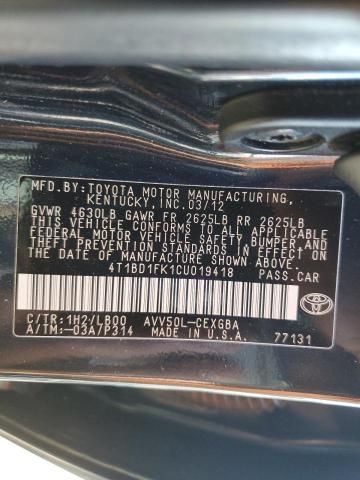 MFD.BY:TOYOTA MOTOR MANUFACTURING,
KENTUCKY, INC. 03/12
GVWR 4630LB GAWR FR 2625LB RR 2625LB
THIS VEHICLE CONFORMS TO ALL APPLICABLE
FEDERAL MOTOR VEHICLE SAFETY,BUMPER,AND
THEFT PREVENTION STANDARDS IN EFFECT
ON THE DATE OF MANUFACTURE SHOWN ABOVE.
4T1BD1FK1CU019418 PASS.CAR
C/TR:1H2/LB00 AVV50L-CEXGBA
A/TM:-03A/P314 MADE IN U.S.A. 77131
TOYOTA